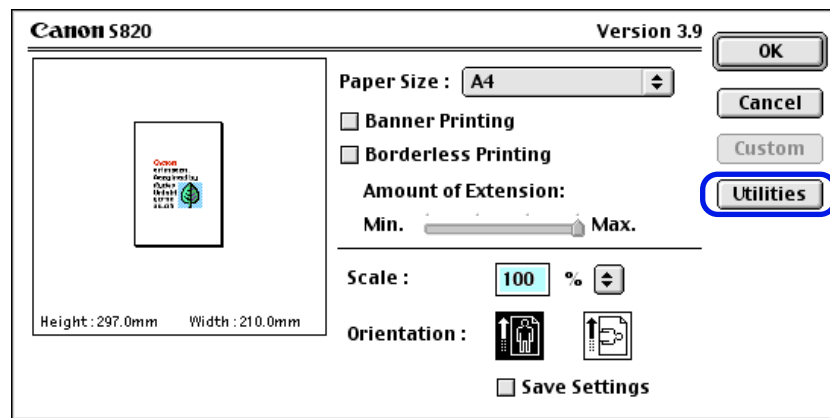 Canon S820
Version 3.9
OK
Paper Size : A4
Cancel
Banner Printing
Custom
Borderless Printing
Utilities
Amount of Extension:
Min. Max.
Scale : 100 %
Height : 297.0mm Width : 210.0mm
Orientation :
Save Settings